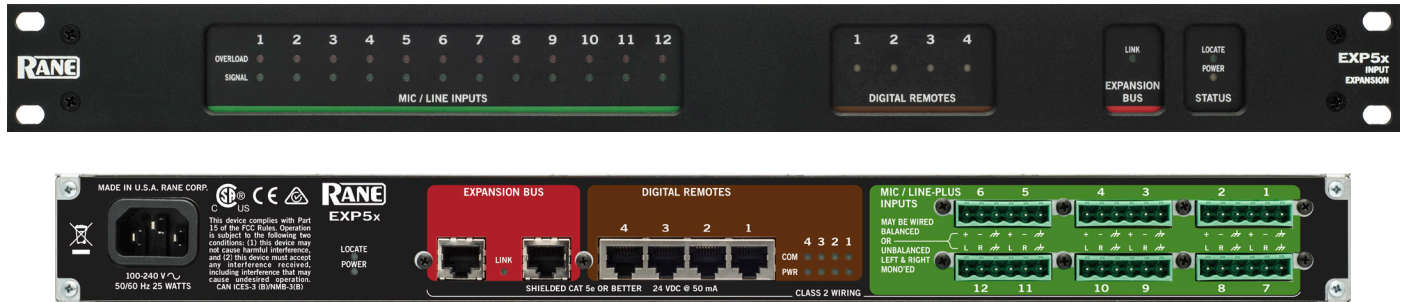 1 2 3 4 5 6 7 8 9 10 11 12
OVERLOAD
SIGNAL
MIC / LINE INPUTS
1 2 3 4
DIGITAL REMOTES
LINK
EXPANSION
BUS
LOCATE
POWER
STATUS
RANE
EXP5x
INPUT
EXPANSION
MADE IN U.S.A. RANE CORP.
100-240 V
50/60 Hz 25 WATTS
C SA ® CE
C US
This device complies with Part
15 of the FCC Rules. Operation
is subject to the following two
conditions: (1) this device may
not cause harmful interference,
and (2) this device must accept
any interference received,
including interference that may
cause undesired operation.
CAN ICES-3 (B)/NMB-3(B)
RANE
EXP5x
LOCATE
POWER
EXPANSION BUS
LINK
DIGITAL REMOTES
4 3 2 1
4 3 2 1
COM
PWR
SHIELDED CAT 5e OR BETTER 24 VDC @ 50 mA
CLASS 2 WIRING
MIC / LINE-PLUS
INPUTS
MAY BE WIRED
BALANCED
OR
UNBALANCED
LEFT & RIGHT
MONO'ED
6 5 4 3 2 1
+ - + - + - + - + - + -
L R L R L R L R L R L R
12 11 10 9 8 7